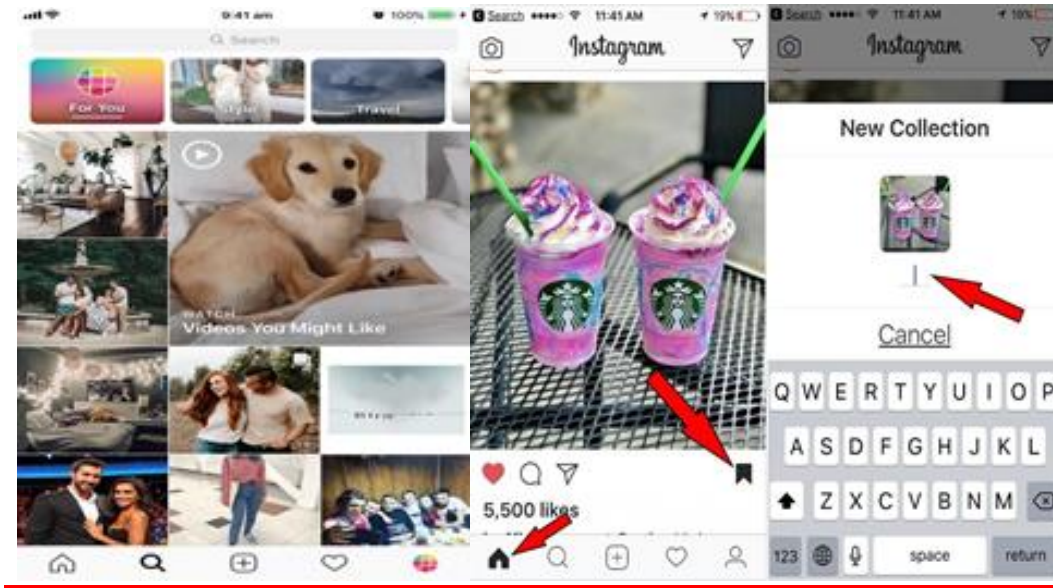 9:41 am
100%
Search
For You
Style
Travel
WATCH
Videos You Might Like
Search
11:41 AM
19%
Instagram
5,500 likes
Search
11:41 AM
19%
Instagram
New Collection
Cancel
Q W E R T Y U I O P
A S D F G H J K L
Z X C V B N M
123
space
return